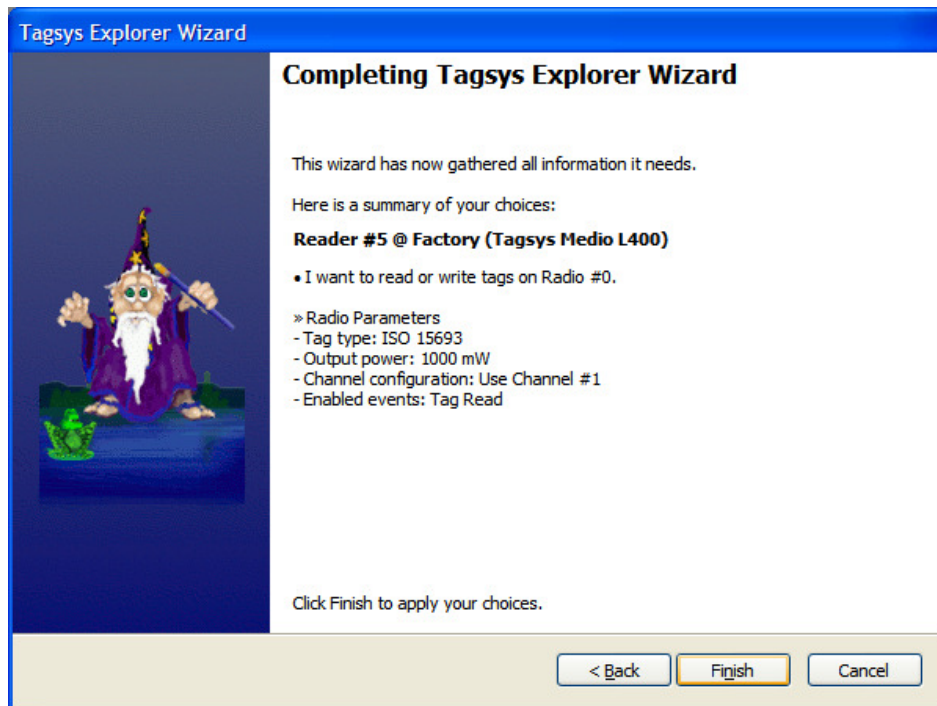 Tagsys Explorer Wizard
Completing Tagsys Explorer Wizard
This wizard has now gathered all information it needs.
Here is a summary of your choices:
Reader #5 @ Factory (Tagsys Medio L400)
• I want to read or write tags on Radio #0.
» Radio Parameters
- Tag type: ISO 15693
- Output power: 1000 mW
- Channel configuration: Use Channel #1
- Enabled events: Tag Read
Click Finish to apply your choices.
< Back
Finish
Cancel